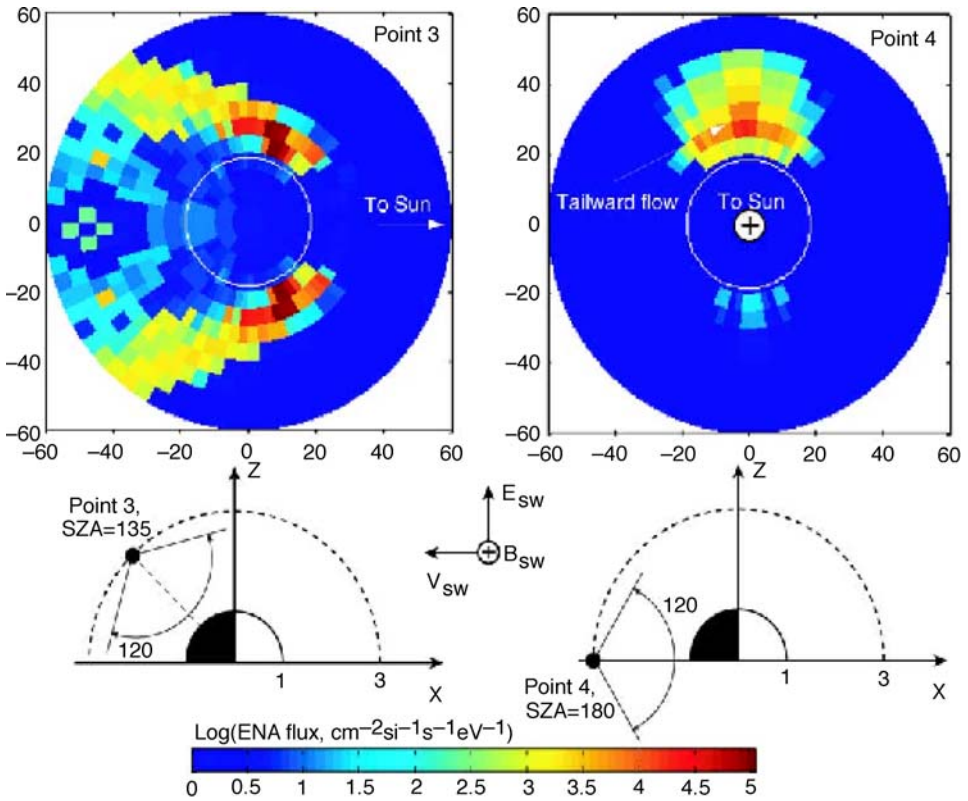 Point 3
Point 4
60
40
20
0
−20
−40
−60
−60 −40 −20 0 20 40 60
To Sun
60
40
20
0
−20
−40
−60
−60 −40 −20 0 20 40 60
Tailward flow
To Sun
Z
Point 3,
SZA=135
120
1
3
X
E SW
V SW
B SW
Z
120
Point 4,
SZA=180
1
3
X
Log(ENA flux, cm−2si−1s−1eV−1)
0 0.5 1 1.5 2 2.5 3 3.5 4 4.5 5